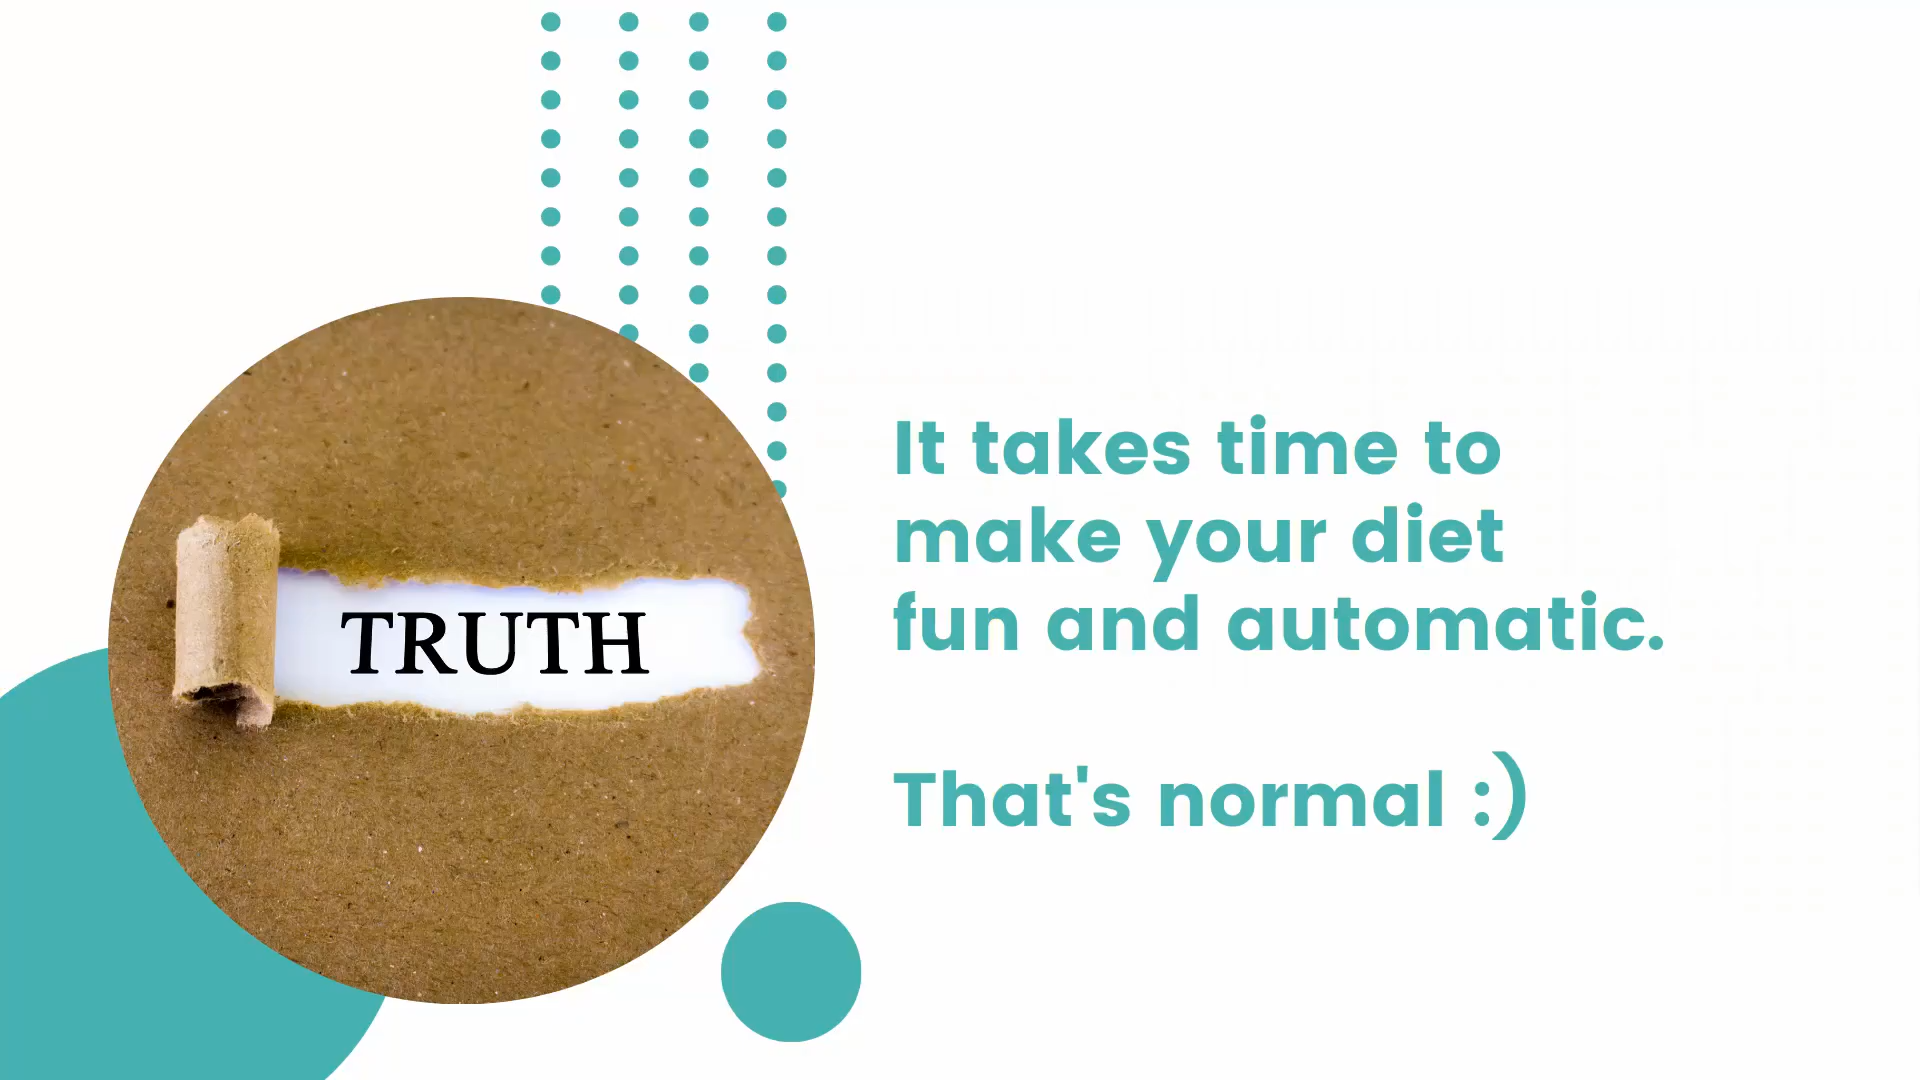 TRUTH
It takes time to
make your diet
fun and automatic.
That's normal :)